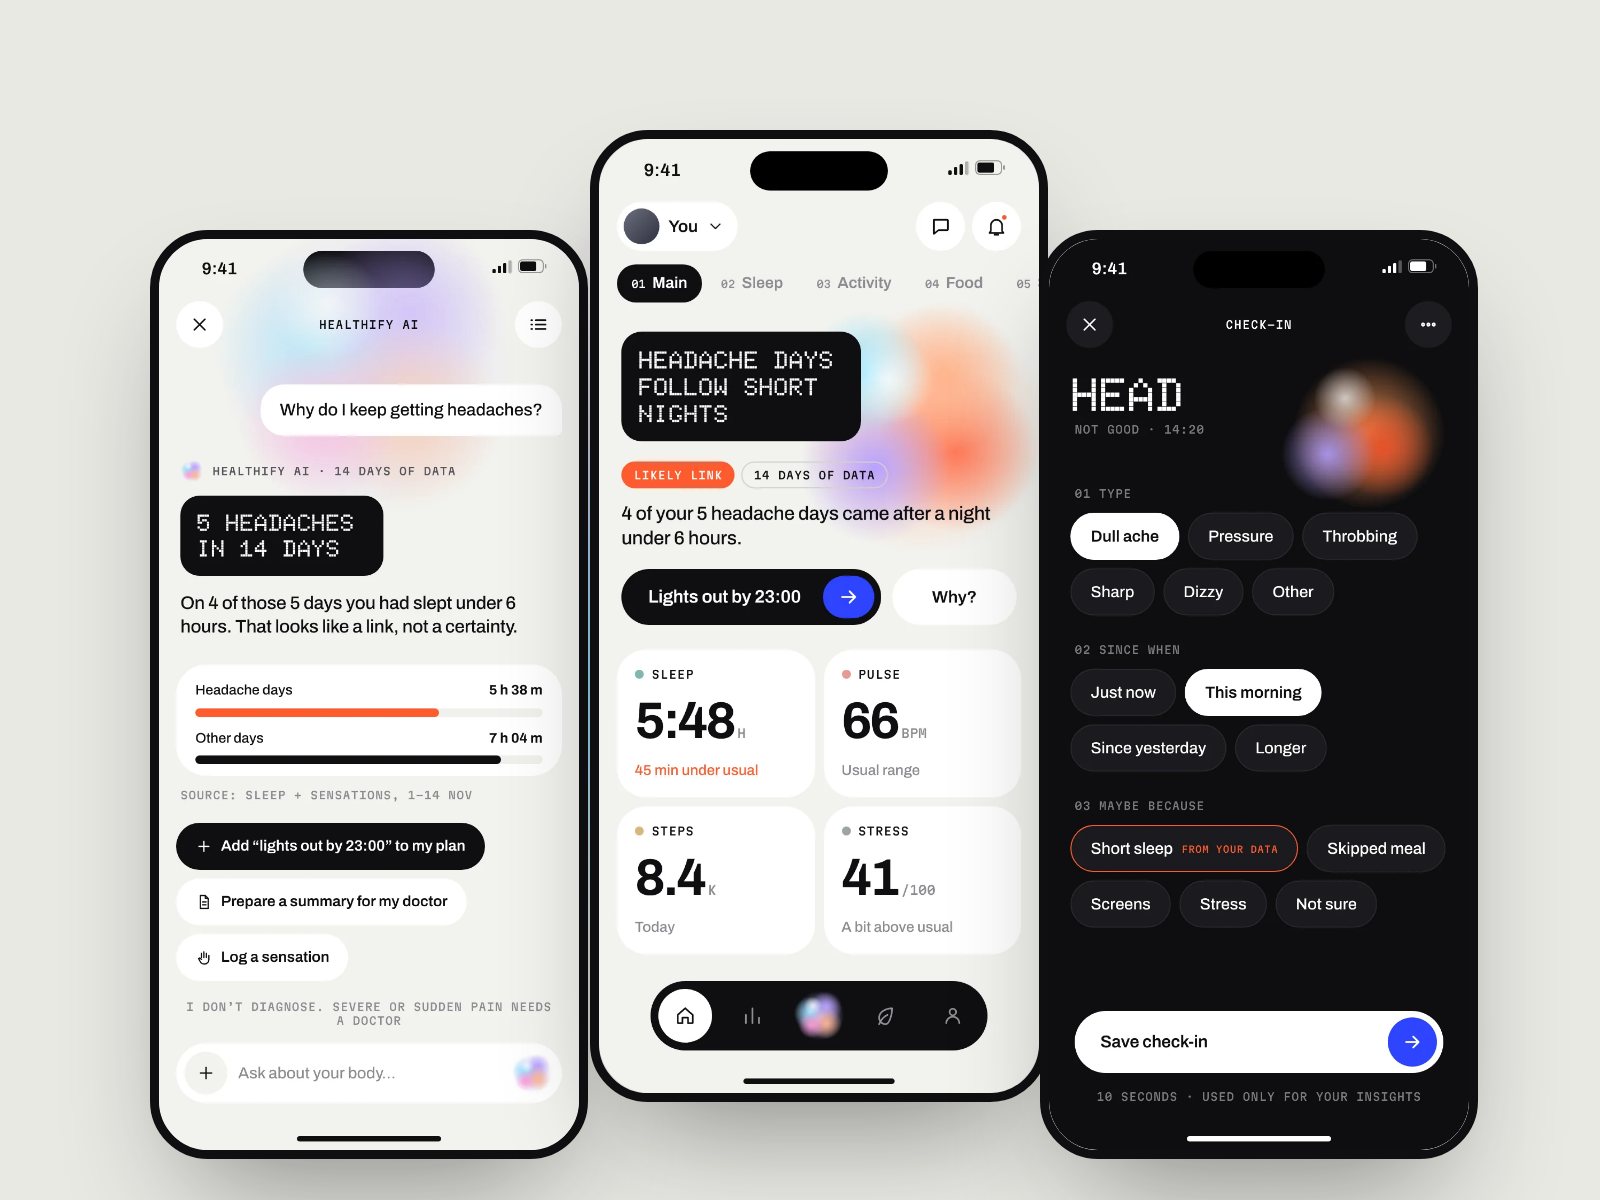 9:41
HEALTHIFY AI
Why do I keep getting headaches?
HEALTHIFY AI · 14 DAYS OF DATA
5 HEADACHES
IN 14 DAYS
On 4 of those 5 days you had slept under 6
hours. That looks like a link, not a certainty.
Headache days 5 h 38 m
Other days 7 h 04 m
SOURCE: SLEEP + SENSATIONS, 1–14 NOV
Add “lights out by 23:00” to my plan
Prepare a summary for my doctor
Log a sensation
I DON’T DIAGNOSE. SEVERE OR SUDDEN PAIN NEEDS
A DOCTOR
Ask about your body...
9:41
You
01 Main 02 Sleep 03 Activity 04 Food 05
HEADACHE DAYS
FOLLOW SHORT
NIGHTS
LIKELY LINK 14 DAYS OF DATA
4 of your 5 headache days came after a night
under 6 hours.
Lights out by 23:00 Why?
SLEEP
5:48 H
45 min under usual
PULSE
66 BPM
Usual range
STEPS
8.4 K
Today
STRESS
41 /100
A bit above usual
9:41
CHECK–IN
HEAD
NOT GOOD · 14:20
01 TYPE
Dull ache Pressure Throbbing
Sharp Dizzy Other
02 SINCE WHEN
Just now This morning
Since yesterday Longer
03 MAYBE BECAUSE
Short sleep FROM YOUR DATA Skipped meal
Screens Stress Not sure
Save check-in
10 SECONDS · USED ONLY FOR YOUR INSIGHTS